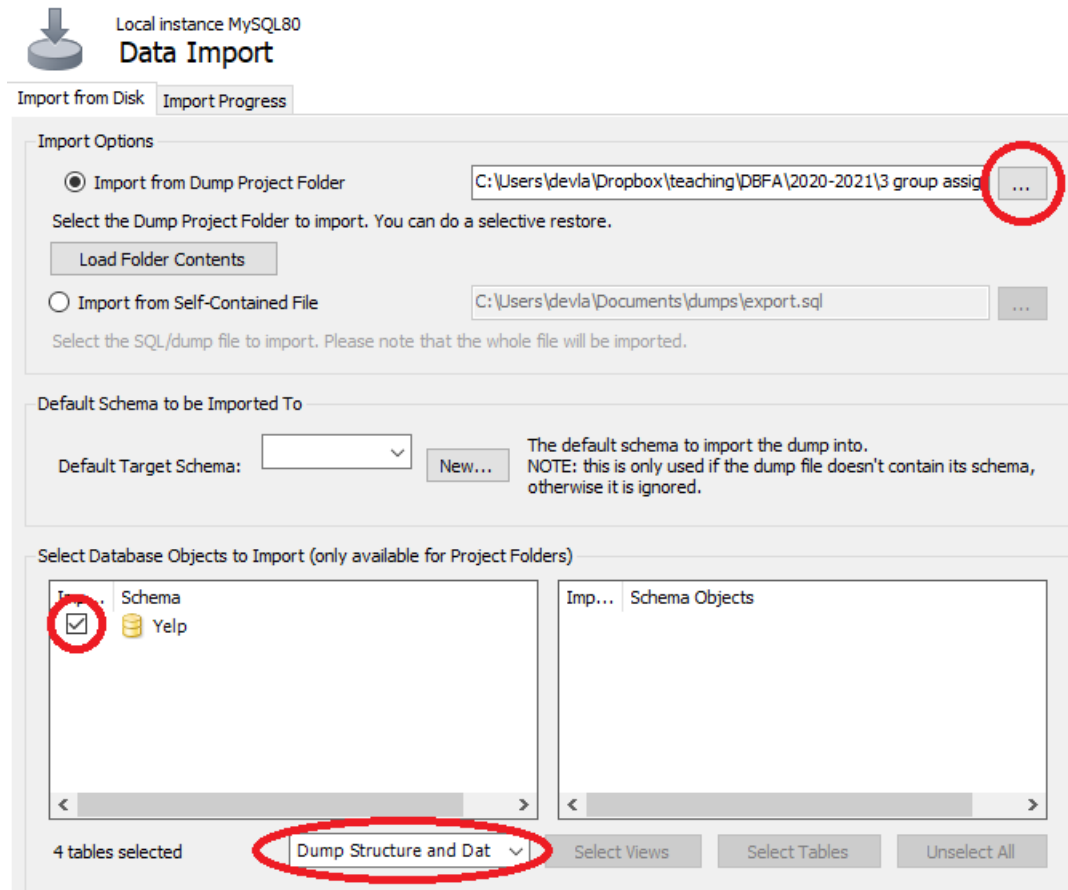 Local instance MySQL80
Data Import
Import from Disk Import Progress
Import Options
Import from Dump Project Folder C:\Users\devla\Dropbox\teaching\DBFA\2020-2021\3 group assig ...
Select the Dump Project Folder to import. You can do a selective restore.
Load Folder Contents
Import from Self-Contained File C:\Users\devla\Documents\dumps\export.sql ...
Select the SQL/dump file to import. Please note that the whole file will be imported.
Default Schema to be Imported To
Default Target Schema: New... The default schema to import the dump into.
NOTE: this is only used if the dump file doesn't contain its schema,
otherwise it is ignored.
Select Database Objects to Import (only available for Project Folders)
Imp... Schema Imp... Schema Objects
Yelp
4 tables selected Dump Structure and Dat Select Views Select Tables Unselect All